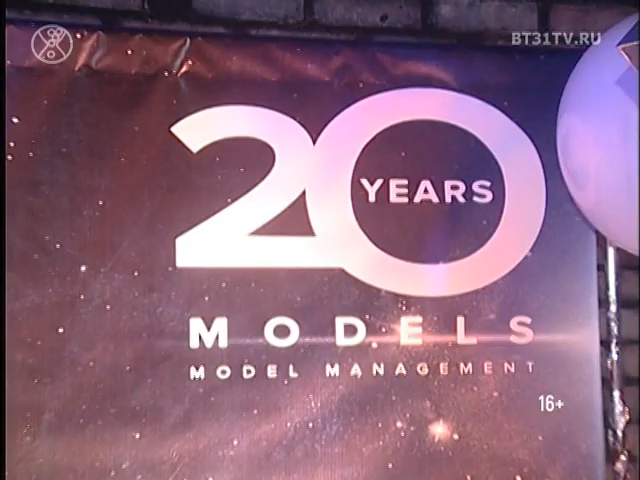 BT31TV.RU
20
YEARS
MODELS
MODEL MANAGEMENT
16+